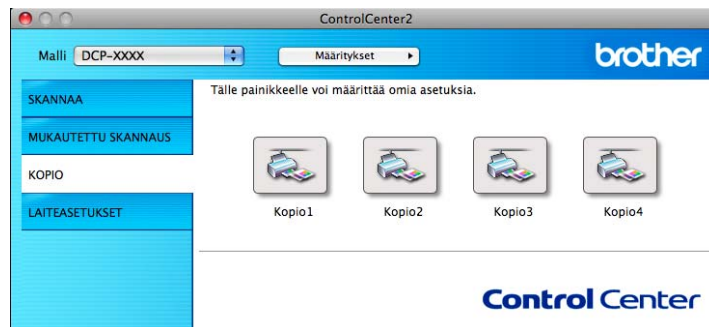 ControlCenter2
Malli DCP-XXXX Määritykset brother
SKANNAA
MUKAUTETTU SKANNAUS
KOPIO
LAITEASETUKSET
Tälle painikkeelle voi määrittää omia asetuksia.
Kopio1 Kopio2 Kopio3 Kopio4
Control Center